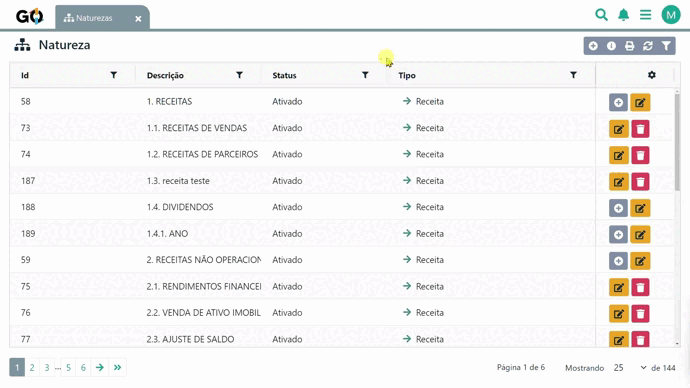 GQ Naturezas × M
Natureza
Id Descrição Status Tipo
58 1. RECEITAS Ativado Receita
73 1.1. RECEITAS DE VENDAS Ativado Receita
74 1.2. RECEITAS DE PARCEIROS Ativado Receita
187 1.3. receita teste Ativado Receita
188 1.4. DIVIDENDOS Ativado Receita
189 1.4.1. ANO Ativado Receita
59 2. RECEITAS NÃO OPERACION Ativado Receita
75 2.1. RENDIMENTOS FINANCEI Ativado Receita
76 2.2. VENDA DE ATIVO IMOBIL Ativado Receita
77 2.3. AJUSTE DE SALDO Ativado Receita
1 2 3 ... 5 6 Página 1 de 6 Mostrando 25 de 144